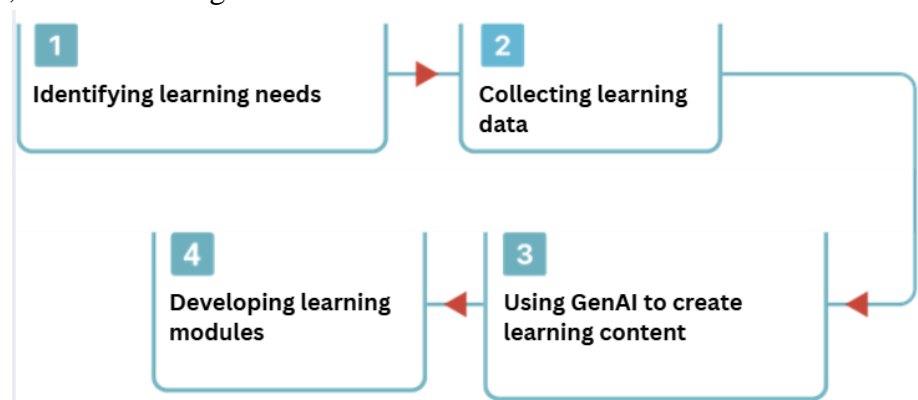 1
Identifying learning needs
2
Collecting learning
data
3
Using GenAI to create
learning content
4
Developing learning
modules